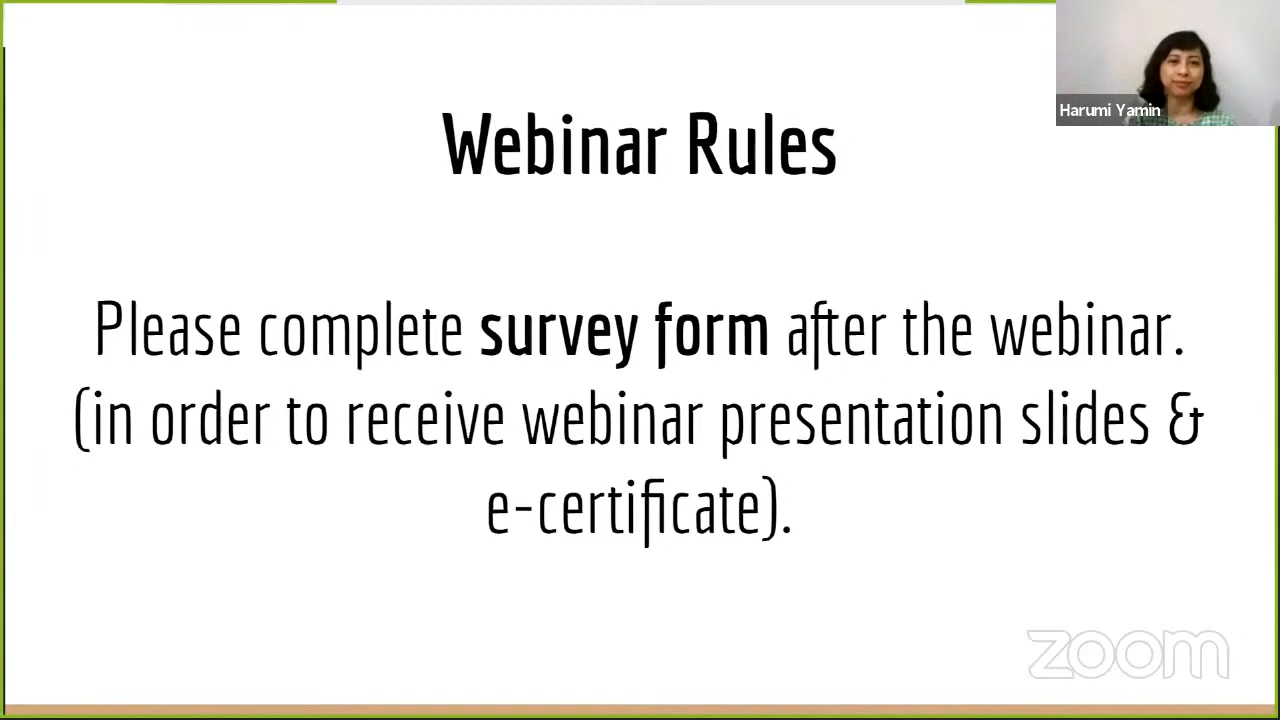 Harumi Yamin
Webinar Rules
Please complete survey form after the webinar.
(in order to receive webinar presentation slides &
e-certificate).
zoom